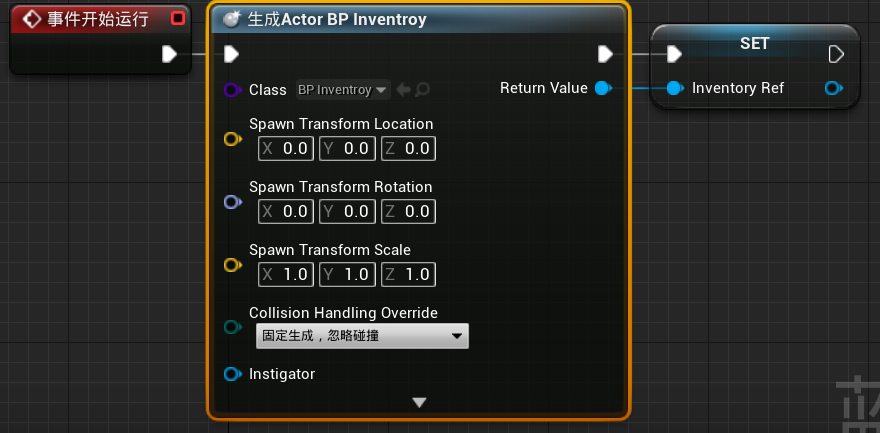 事件开始运行
生成Actor BP Inventroy
SET
Class BP Inventroy
Return Value
Inventory Ref
Spawn Transform Location
X 0.0 Y 0.0 Z 0.0
Spawn Transform Rotation
X 0.0 Y 0.0 Z 0.0
Spawn Transform Scale
X 1.0 Y 1.0 Z 1.0
Collision Handling Override
固定生成，忽略碰撞
Instigator